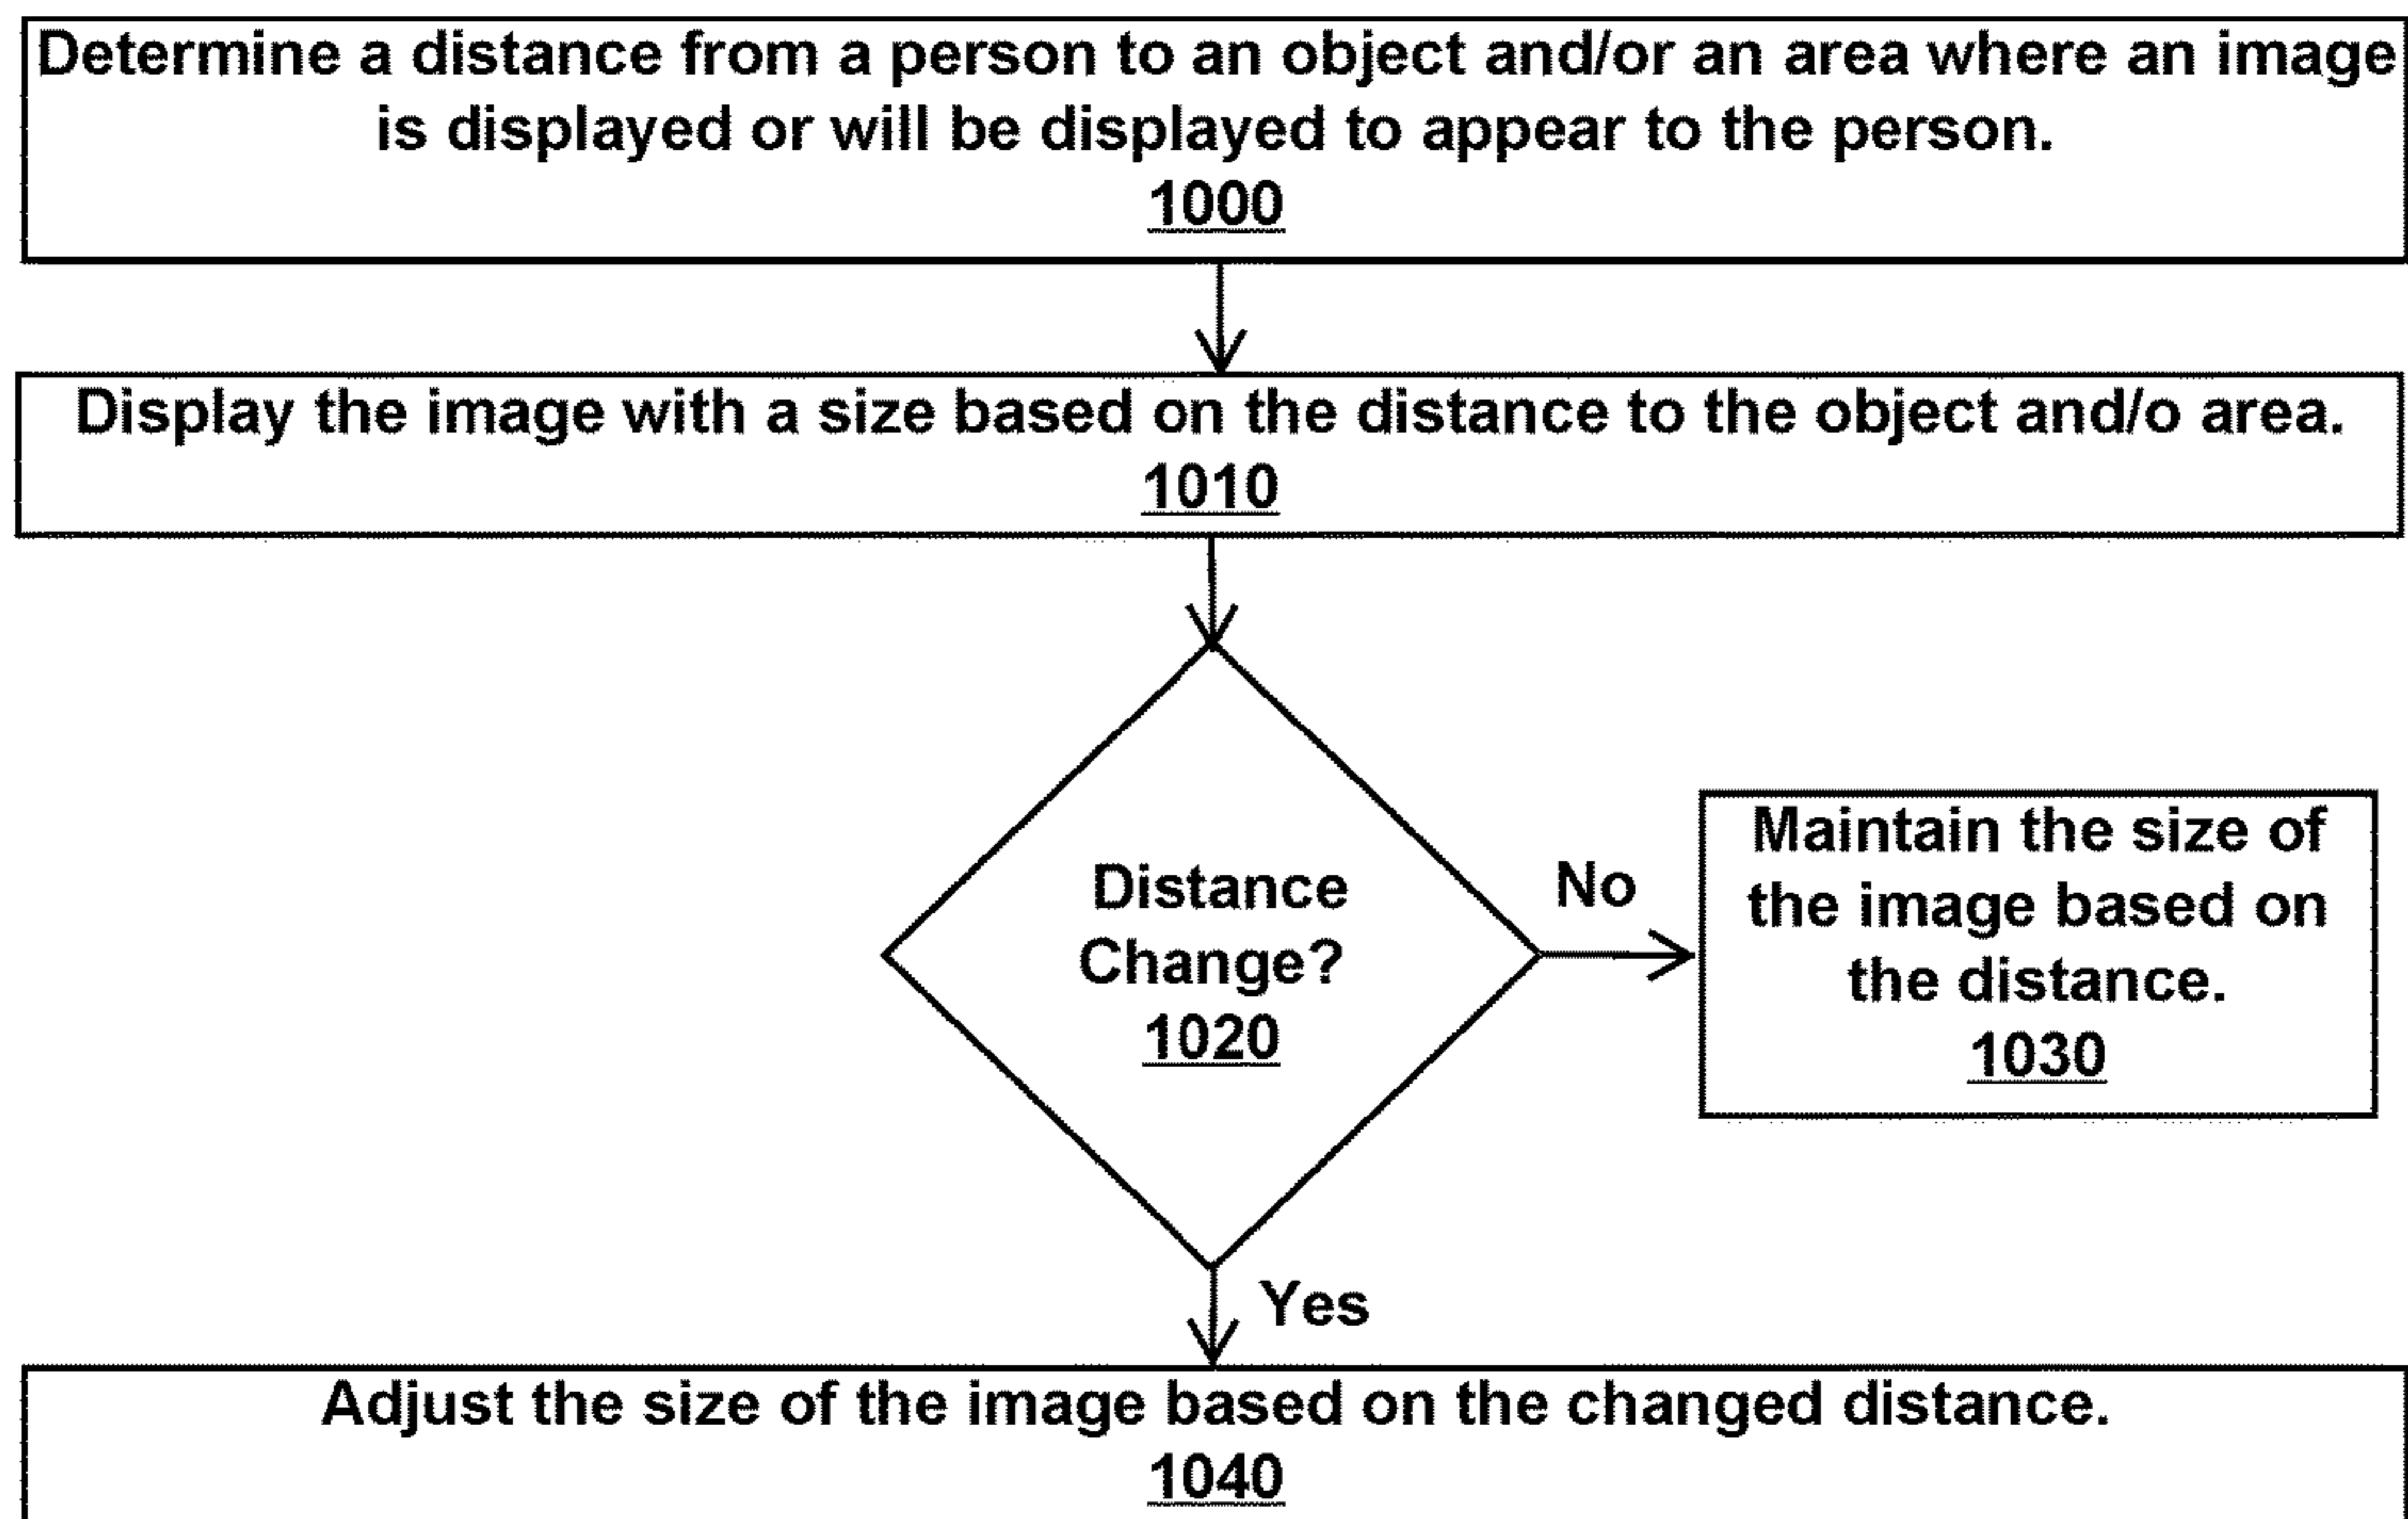 Determine a distance from a person to an object and/or an area where an image
is displayed or will be displayed to appear to the person.
1000
Display the image with a size based on the distance to the object and/o area.
1010
Distance
Change?
1020
No
Maintain the size of
the image based on
the distance.
1030
Yes
Adjust the size of the image based on the changed distance.
1040